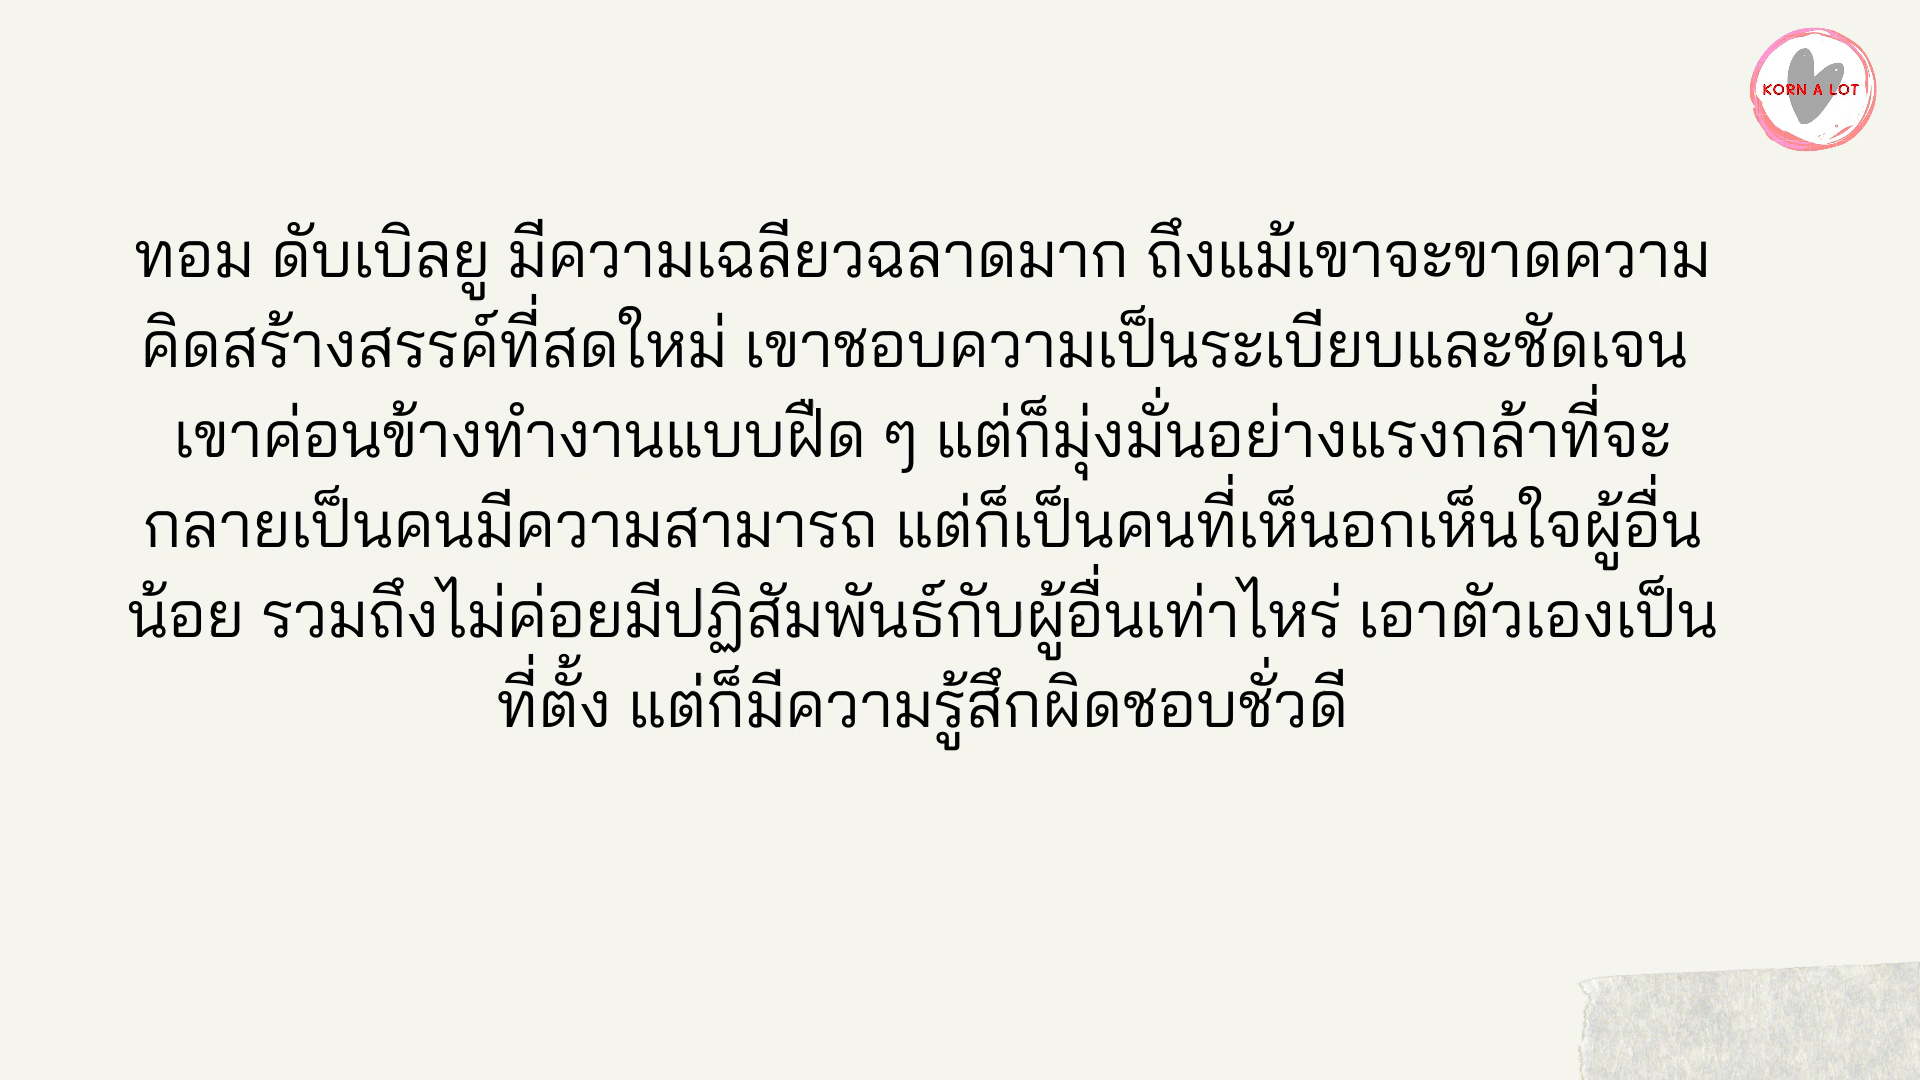 KORN A LOT
ทอม ดับเบิลยู มีความเฉลียวฉลาดมาก ถึงแม้เขาจะขาดความ
คิดสร้างสรรค์ที่สดใหม่ เขาชอบความเป็นระเบียบและชัดเจน
เขาค่อนข้างทำงานแบบฝืด ๆ แต่ก็มุ่งมั่นอย่างแรงกล้าที่จะ
กลายเป็นคนมีความสามารถ แต่ก็เป็นคนที่เห็นอกเห็นใจผู้อื่น
น้อย รวมถึงไม่ค่อยมีปฏิสัมพันธ์กับผู้อื่นเท่าไหร่ เอาตัวเองเป็น
ที่ตั้ง แต่ก็มีความรู้สึกผิดชอบชั่วดี